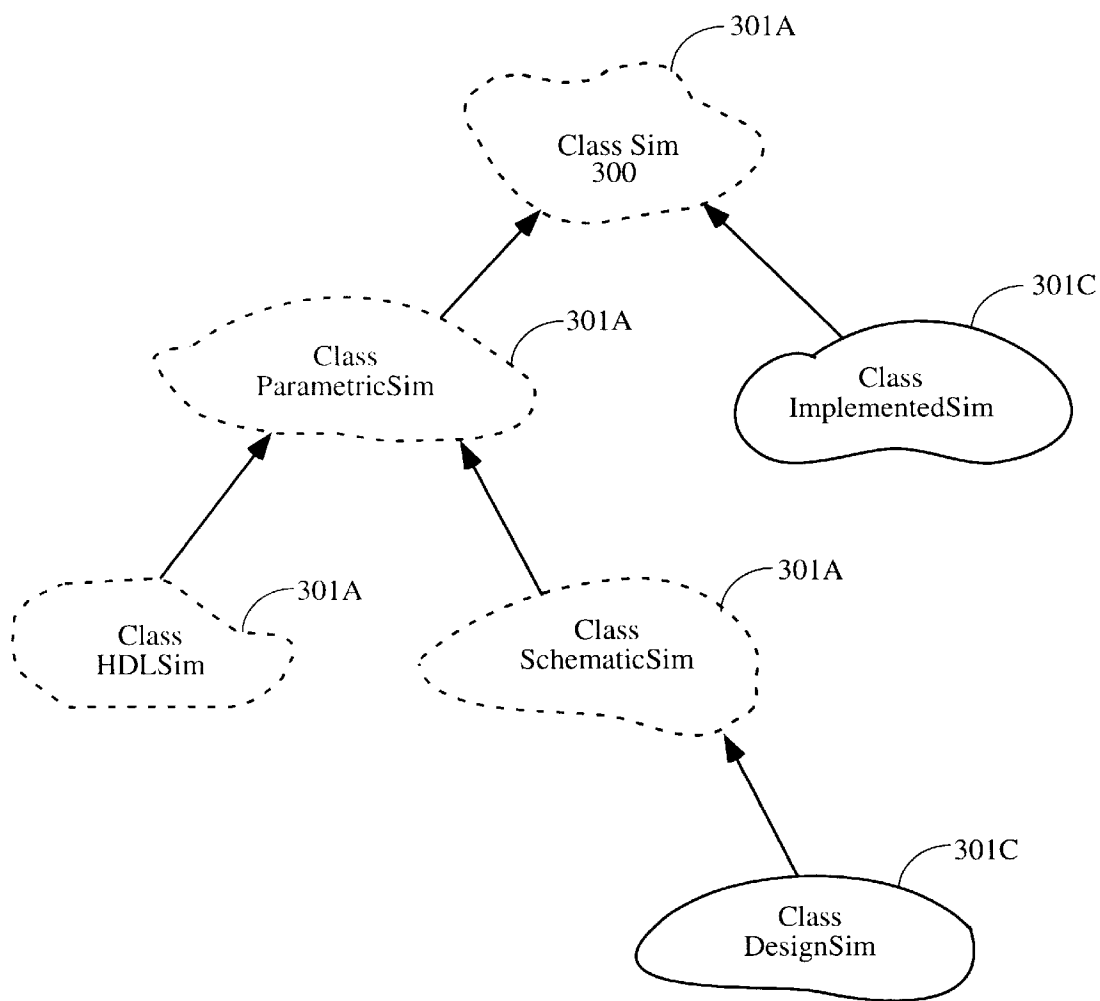 301A
Class Sim
300
301C
301A
Class
ParametricSim
Class
ImplementedSim
301A
301A
Class
HDLSim
Class
SchematicSim
301C
Class
DesignSim